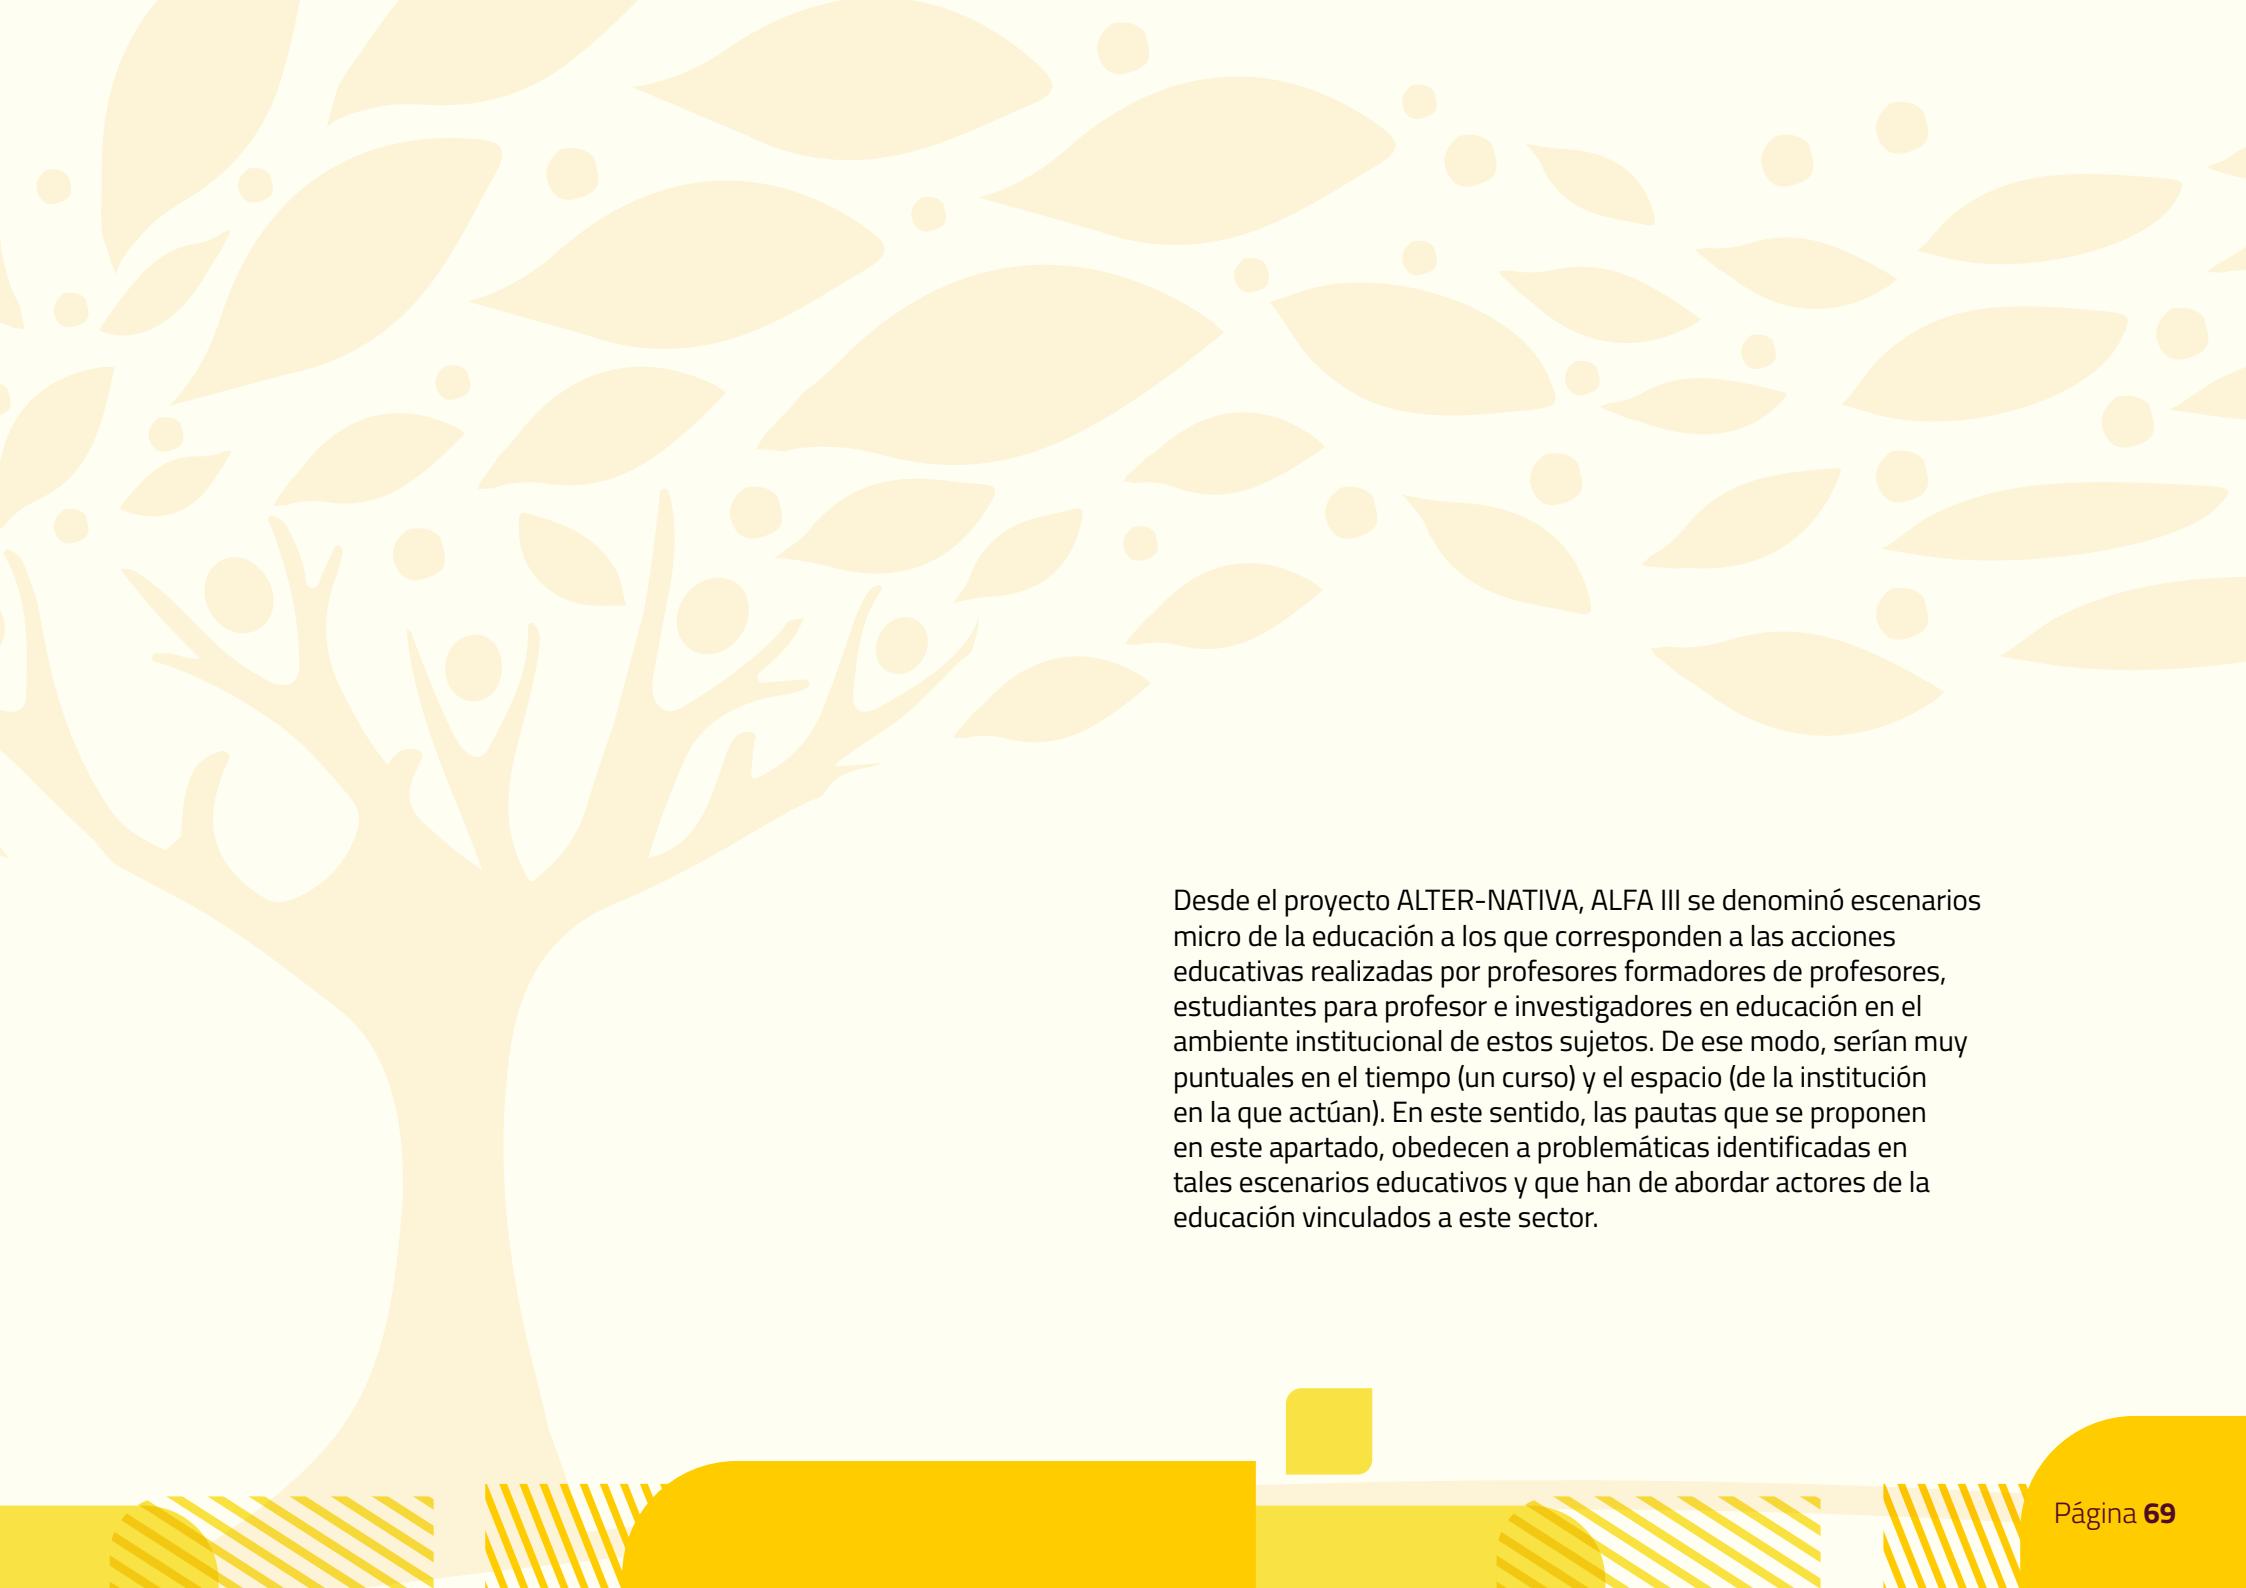 Desde el proyecto ALTER-NATIVA, ALFA III se denominó escenarios
micro de la educación a los que corresponden a las acciones
educativas realizadas por profesores formadores de profesores,
estudiantes para profesor e investigadores en educación en el
ambiente institucional de estos sujetos. De ese modo, serían muy
puntuales en el tiempo (un curso) y el espacio (de la institución
en la que actúan). En este sentido, las pautas que se proponen
en este apartado, obedecen a problemáticas identificadas en
tales escenarios educativos y que han de abordar actores de la
educación vinculados a este sector.
Página 69